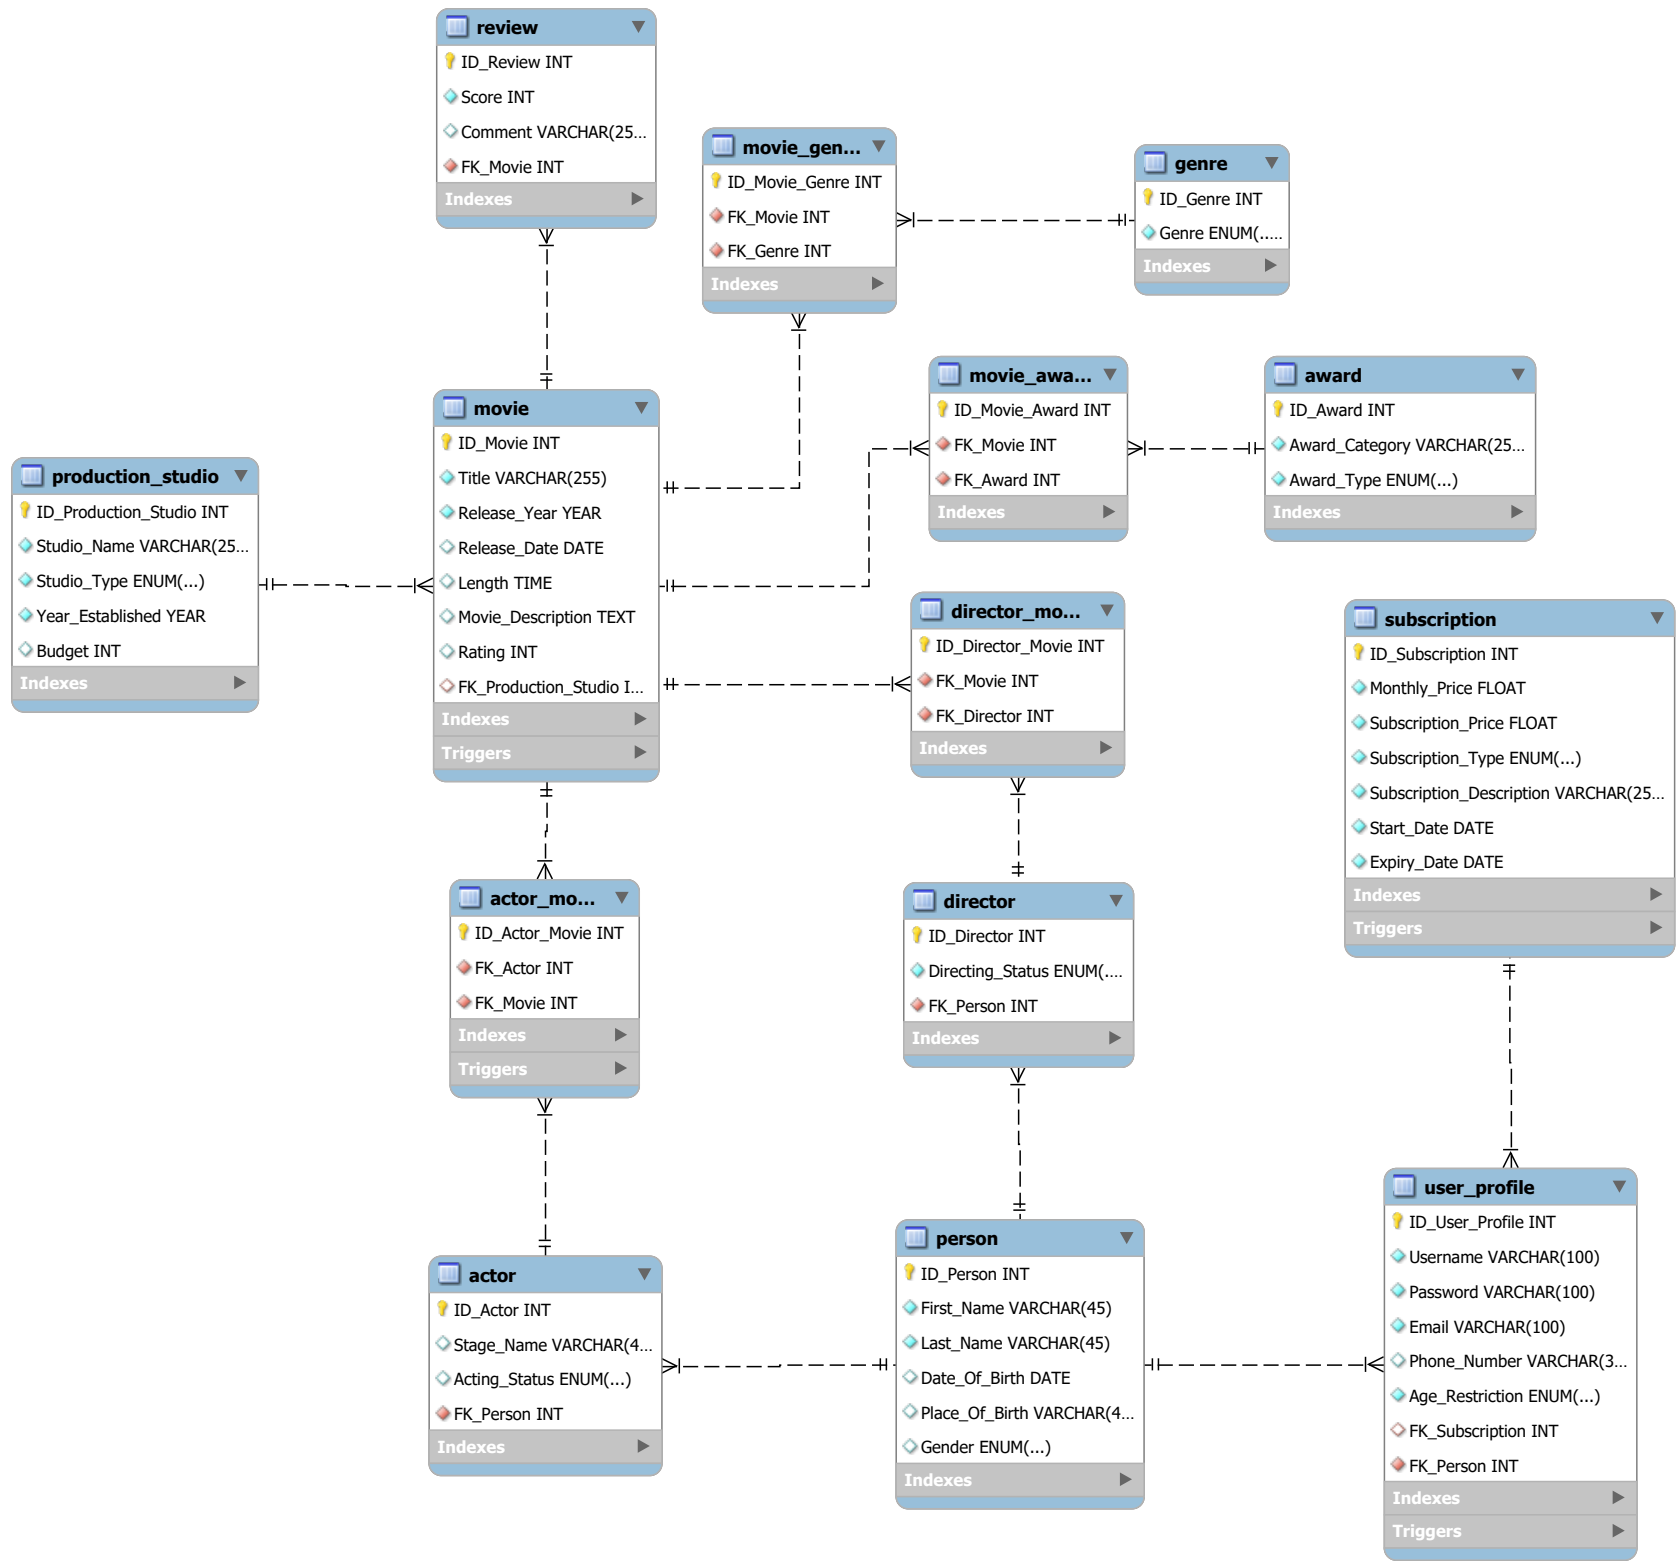 review
ID_Review INT
Score INT
Comment VARCHAR(25...
FK_Movie INT
Indexes
movie_gen...
ID_Movie_Genre INT
FK_Movie INT
FK_Genre INT
Indexes
genre
ID_Genre INT
Genre ENUM(.....
Indexes
movie
ID_Movie INT
Title VARCHAR(255)
Release_Year YEAR
Release_Date DATE
Length TIME
Movie_Description TEXT
Rating INT
FK_Production_Studio I...
Indexes
Triggers
movie_awa...
ID_Movie_Award INT
FK_Movie INT
FK_Award INT
Indexes
award
ID_Award INT
Award_Category VARCHAR(25...
Award_Type ENUM(...)
Indexes
production_studio
ID_Production_Studio INT
Studio_Name VARCHAR(25...
Studio_Type ENUM(...)
Year_Established YEAR
Budget INT
Indexes
director_mo...
ID_Director_Movie INT
FK_Movie INT
FK_Director INT
Indexes
subscription
ID_Subscription INT
Monthly_Price FLOAT
Subscription_Price FLOAT
Subscription_Type ENUM(...)
Subscription_Description VARCHAR(25...
Start_Date DATE
Expiry_Date DATE
Indexes
Triggers
actor_mo...
ID_Actor_Movie INT
FK_Actor INT
FK_Movie INT
Indexes
Triggers
director
ID_Director INT
Directing_Status ENUM(....
FK_Person INT
Indexes
actor
ID_Actor INT
Stage_Name VARCHAR(4...
Acting_Status ENUM(...)
FK_Person INT
Indexes
person
ID_Person INT
First_Name VARCHAR(45)
Last_Name VARCHAR(45)
Date_Of_Birth DATE
Place_Of_Birth VARCHAR(4...
Gender ENUM(...)
Indexes
user_profile
ID_User_Profile INT
Username VARCHAR(100)
Password VARCHAR(100)
Email VARCHAR(100)
Phone_Number VARCHAR(3...
Age_Restriction ENUM(...)
FK_Subscription INT
FK_Person INT
Indexes
Triggers